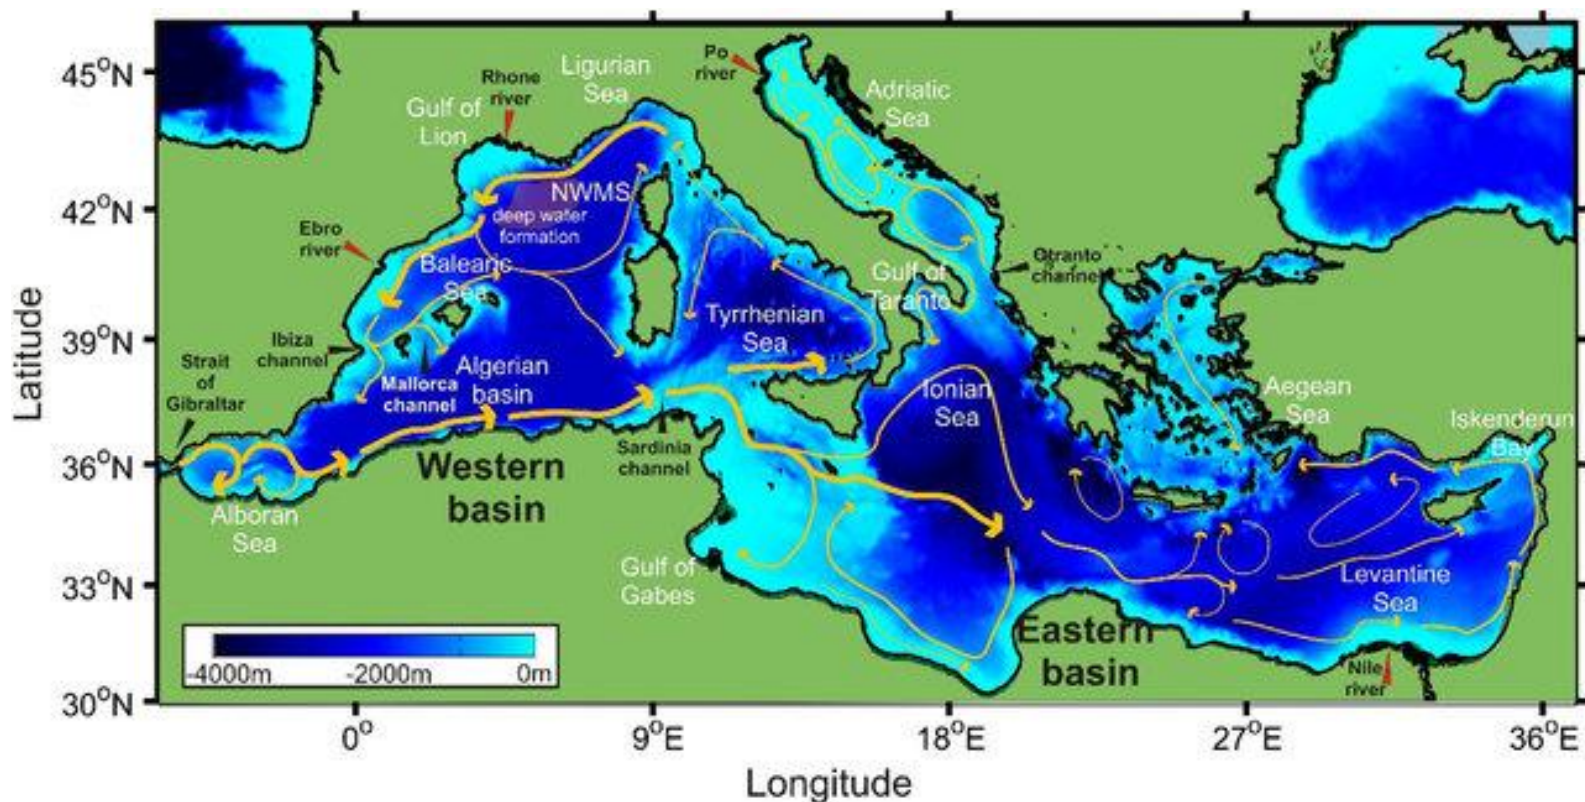 45°N
42°N
39°N
36°N
33°N
30°N
Latitude
0°
9°E
18°E
27°E
36°E
Longitude
-4000m
-2000m
0m
Gulf of
Lion
Rhone
river
Ligurian
Sea
Po
river
Adriatic
Sea
NWMS
deep water
formation
Ebro
river
Balearic
Sea
Otranto
channel
Gulf of
Taranto
Tyrrhenian
Sea
Ibiza
channel
Strait
of
Gibraltar
Mallorca
channel
Algerian
basin
Ionian
Sea
Aegean
Sea
Iskenderun
Bay
Sardinia
channel
Western
basin
Alboran
Sea
Gulf of
Gabes
Levantine
Sea
Eastern
basin
Nile
river